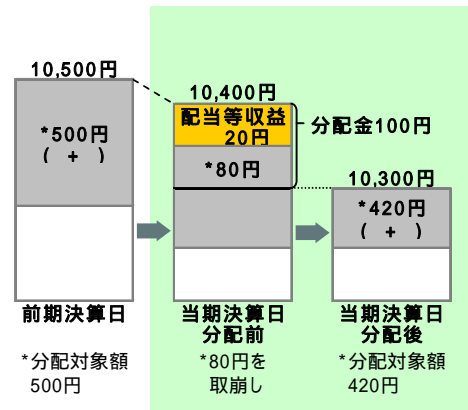 10,500円
*500円
( + )
前期決算日
*分配対象額
500円
10,400円
配当等収益
20円
*80円
分配金100円
当期決算日
分配前
*80円を
取崩し
10,300円
*420円
( + )
当期決算日
分配後
*分配対象額
420円